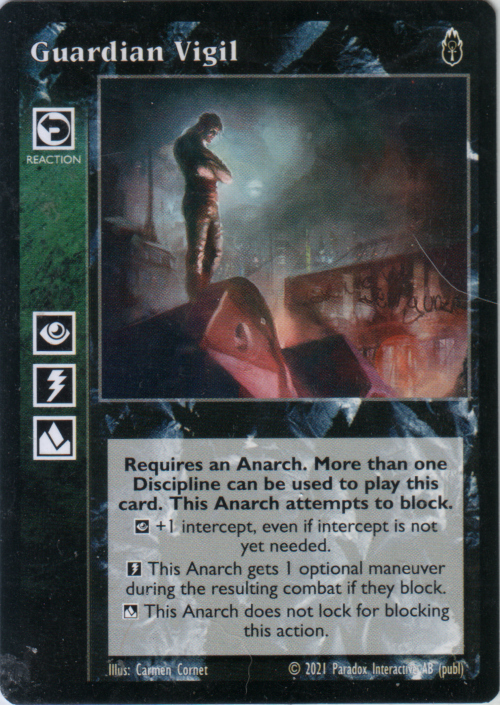 Guardian Vigil
REACTION
Requires an Anarch. More than one
Discipline can be used to play this
card. This Anarch attempts to block.
+1 intercept, even if intercept is not
yet needed.
This Anarch gets 1 optional maneuver
during the resulting combat if they block.
This Anarch does not lock for blocking
this action.
Illus: Carmen Cornet
© 2021 Paradox Interactive AB (publ)